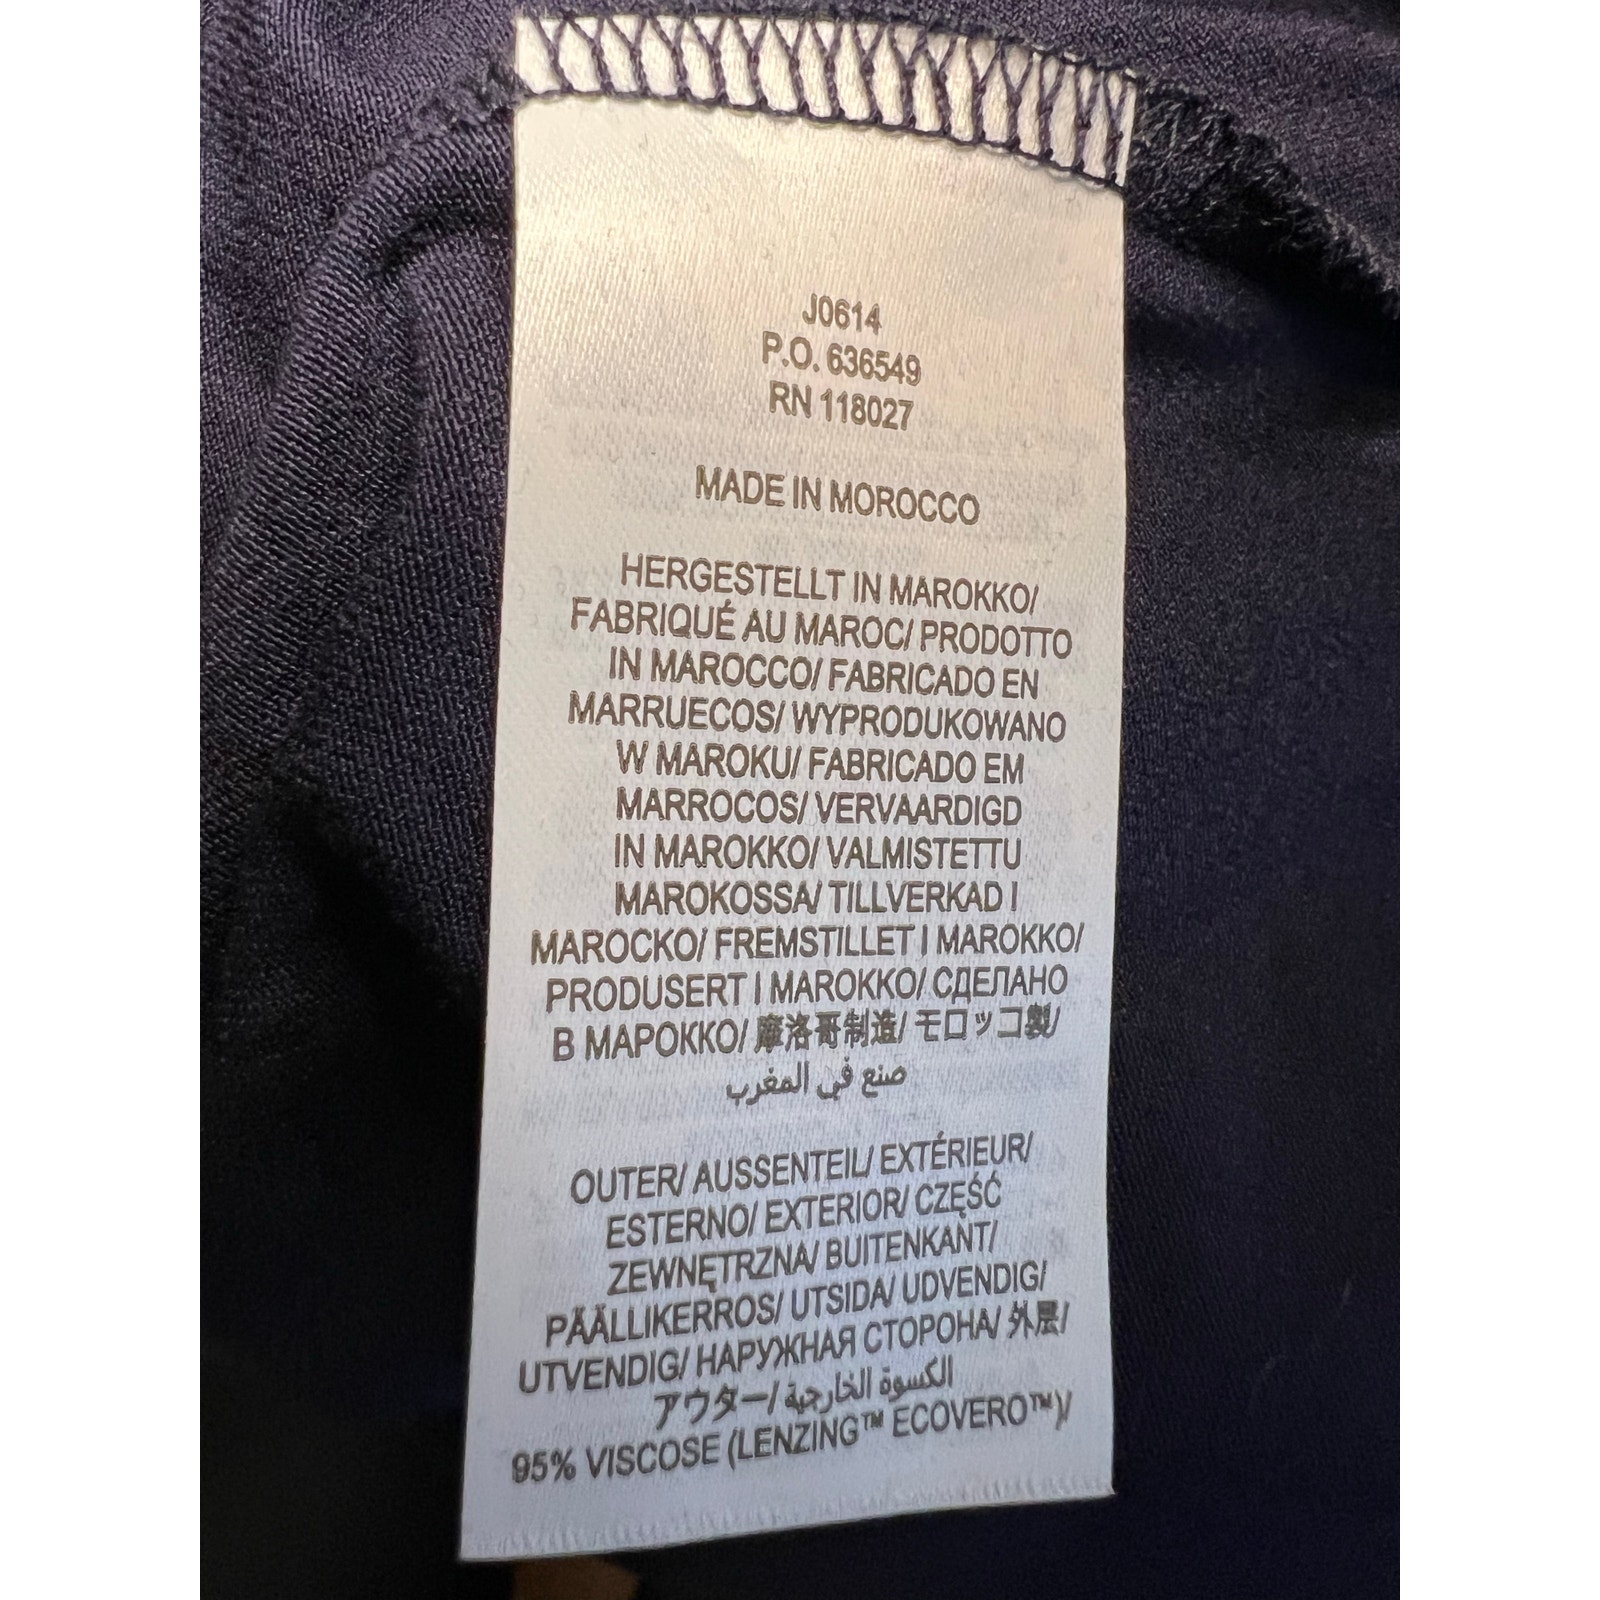 J0614
P.O. 636549
RN 118027
MADE IN MOROCCO
HERGESTELLT IN MAROKKO/
FABRIQUÉ AU MAROC/ PRODOTTO
IN MAROCCO/ FABRICADO EN
MARRUECOS/ WYPRODUKOWANO
W MAROKU/ FABRICADO EM
MARROCOS/ VERVAARDIGD
IN MAROKKO/ VALMISTETTU
MAROKOSSA/ TILLVERKAD I
MAROCKO/ FREMSTILLET I MAROKKO/
PRODUSERT I MAROKKO/ СДЕЛАНО
В МАРОККО/ 摩洛哥制造/ モロッコ製/
صنع في المغرب
OUTER/ AUSSENTEIL/ EXTÉRIEUR/
ESTERNO/ EXTERIOR/ CZĘŚĆ
ZEWNĘTRZNA/ BUITENKANT/
PÄÄLLIKERROS/ UTSIDA/ UDVENDIG/
UTVENDIG/ НАРУЖНАЯ СТОРОНА/ 外层/
アウター/ الكسوة الخارجية
95% VISCOSE (LENZING™ ECOVERO™)/